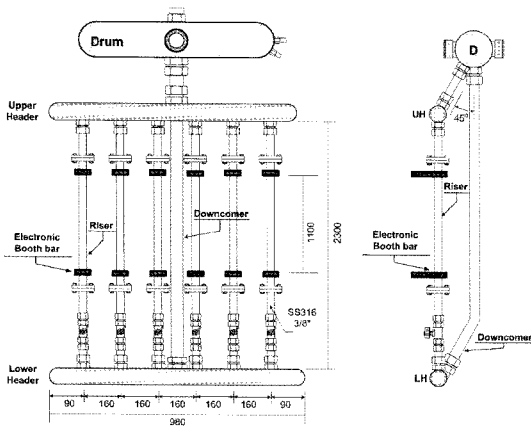 Drum
D
Upper
Header
UH
45°
Riser
Downcomer
Riser
1100
2300
Electronic
Booth bar
Electronic
Booth bar
SS316
3/8"
Downcomer
Lower
Header
LH
90 160 160 160 160 160 90
980